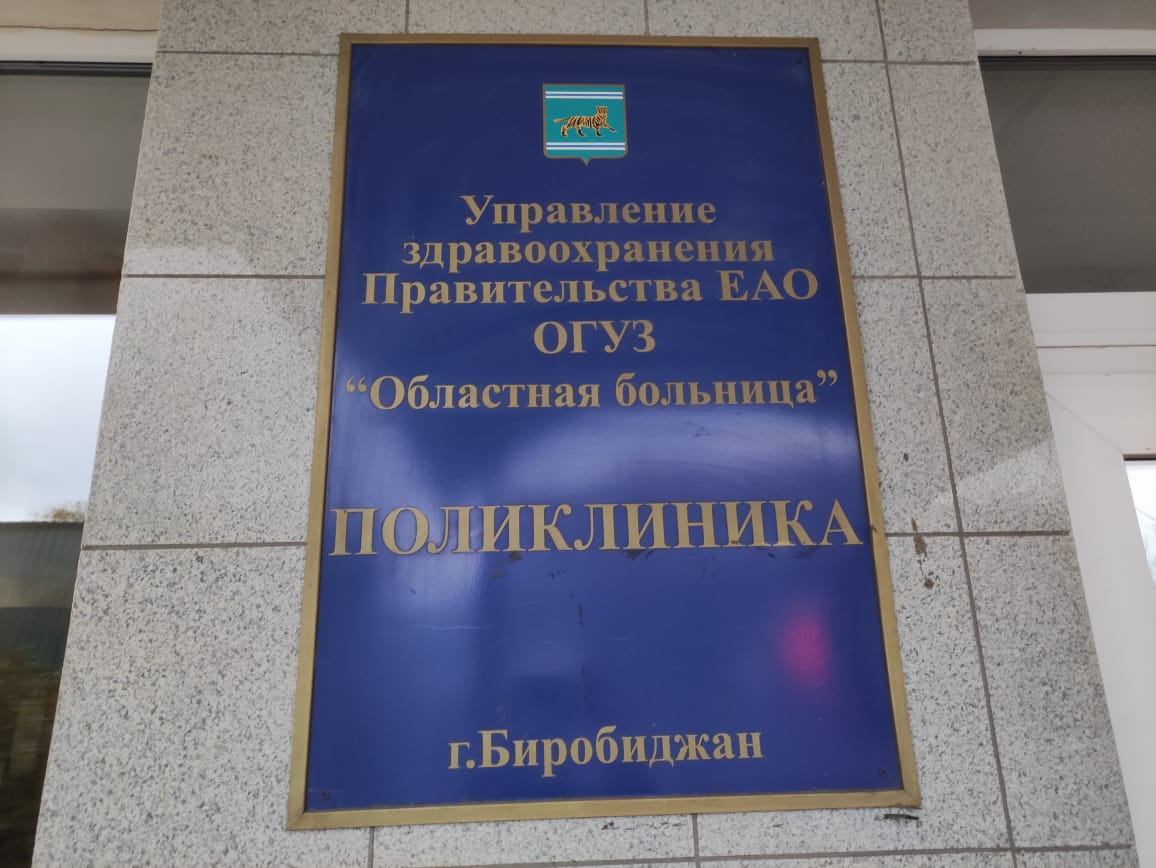 Управление
здравоохранения
Правительства ЕАО
ОГУЗ
“Областная больница”
ПОЛИКЛИНИКА
г.Биробиджан